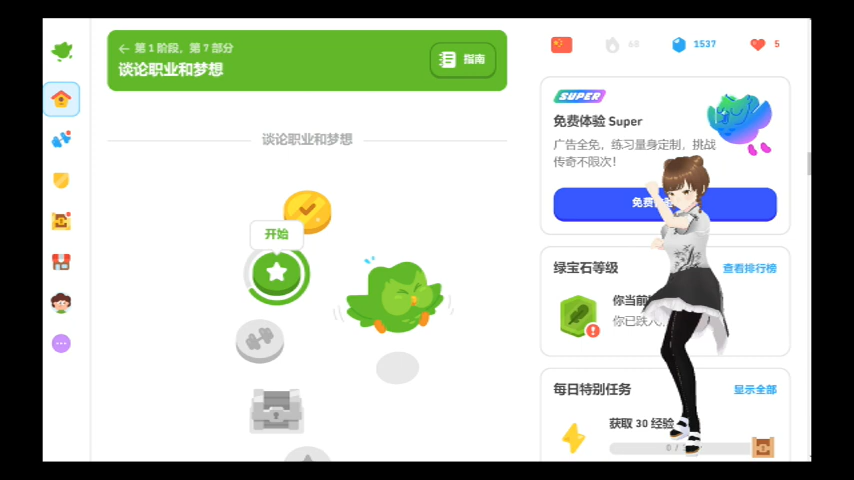 ← 第 1 阶段，第 7 部分
谈论职业和梦想
指南
68
1537
5
谈论职业和梦想
开始
SUPER
免费体验 Super
广告全免，练习量身定制，挑战
传奇不限次！
免费
绿宝石等级
查看排行榜
你当前
你已跌入
每日特别任务
显示全部
获取 30 经验
0 /